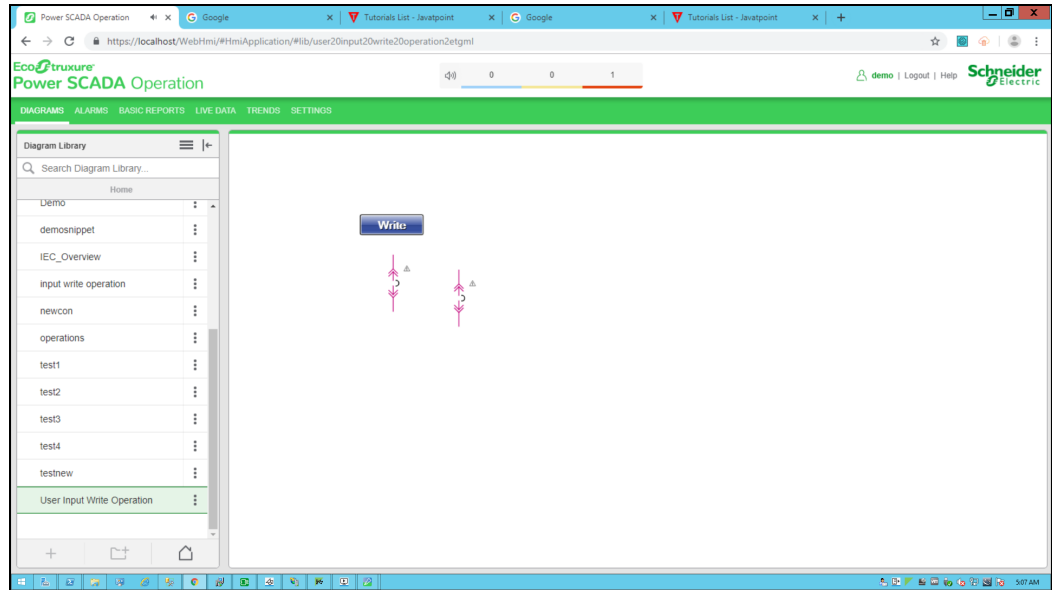 Power SCADA Operation
Google
Tutorials List - Javatpoint
Google
Tutorials List - Javatpoint
https://localhost/WebHmi/#HmiApplication/#lib/user20input20write20operation2etgml
EcoStruxure
Power SCADA Operation
0 0 1
demo | Logout | Help
Schneider
Electric
DIAGRAMS ALARMS BASIC REPORTS LIVE DATA TRENDS SETTINGS
Diagram Library
Search Diagram Library...
Home
Demo
demosnippet
IEC_Overview
input write operation
newcon
operations
test1
test2
test3
test4
testnew
User Input Write Operation
Write
5:07 AM